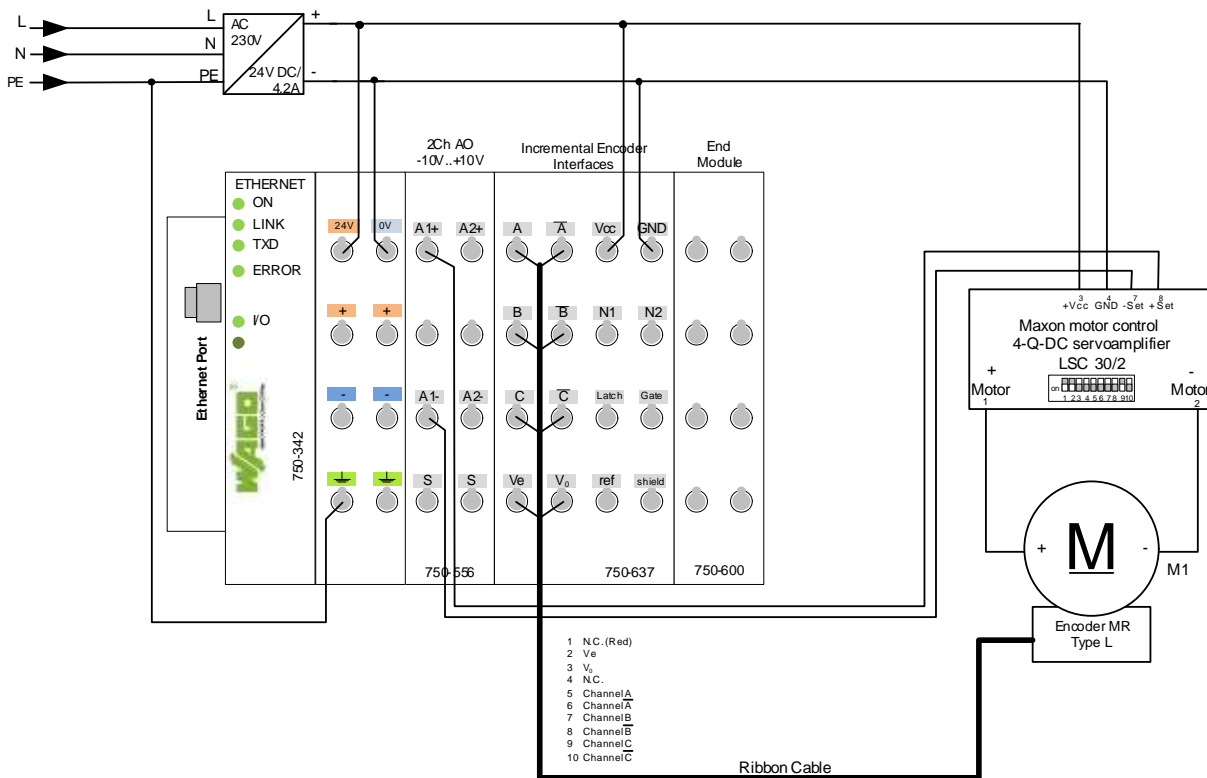 L
L
+
AC
230V
N
N
PE
PE
24V DC/
4.2A
-
2Ch AO
-10V..+10V
Incremental Encoder
Interfaces
End
Module
ETHERNET
ON
LINK
TXD
ERROR
I/O
Ethernet Port
WAGO
®
750-342
24V
0V
+
+
-
-
A1+
A2+
A1-
A2-
S
S
750-556
A
A̅
Vcc
GND
B
B̅
N1
N2
C
C̅
Latch
Gate
Ve
V₀
ref
shield
750-637
750-600
3
4
7
8
+Vcc GND -Set +Set
Maxon motor control
4-Q-DC servoamplifier
LSC 30/2
on
1 2 3 4 5 6 7 8 9 10
+
Motor
1
-
Motor
2
+
M
-
M1
Encoder MR
Type L
1 N.C.(Red)
2 Ve
3 V₀
4 N.C.
5 Channel A
6 Channel A̅
7 Channel B
8 Channel B̅
9 Channel C
10 Channel C̅
Ribbon Cable